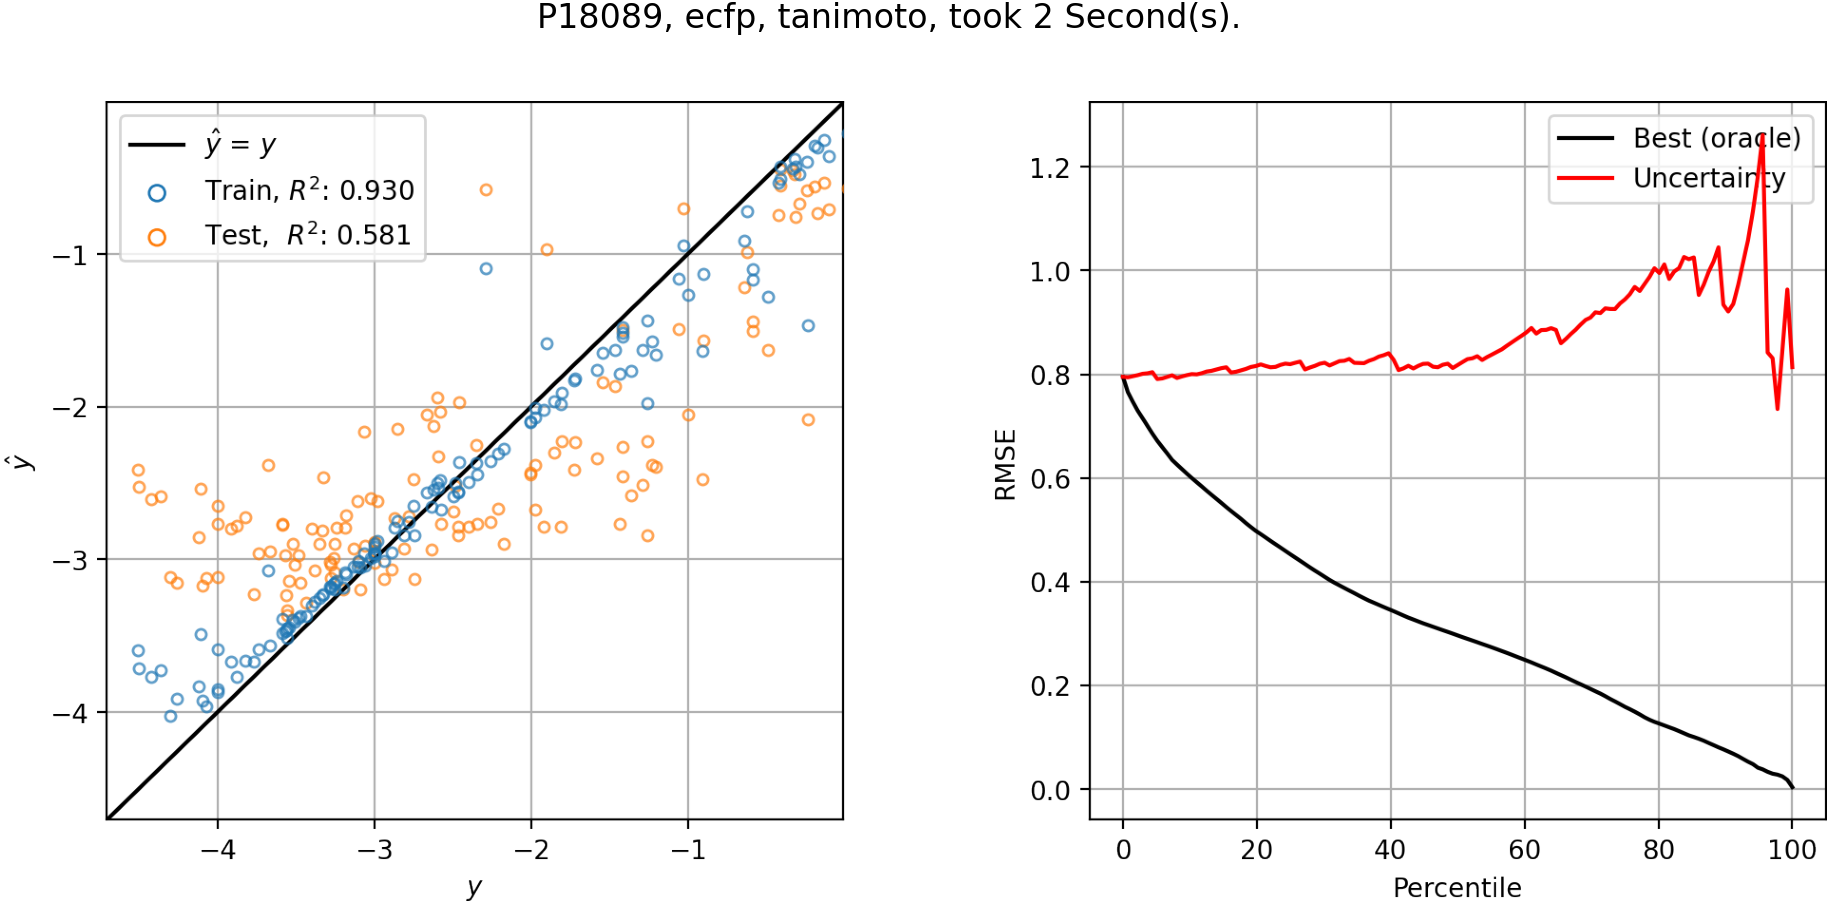 P18089, ecfp, tanimoto, took 2 Second(s).
ŷ = y
Train, R²: 0.930
Test, R²: 0.581
−1
−2
−3
−4
ŷ
−4 −3 −2 −1
y
Best (oracle)
Uncertainty
1.2
1.0
0.8
0.6
0.4
0.2
0.0
RMSE
0 20 40 60 80 100
Percentile